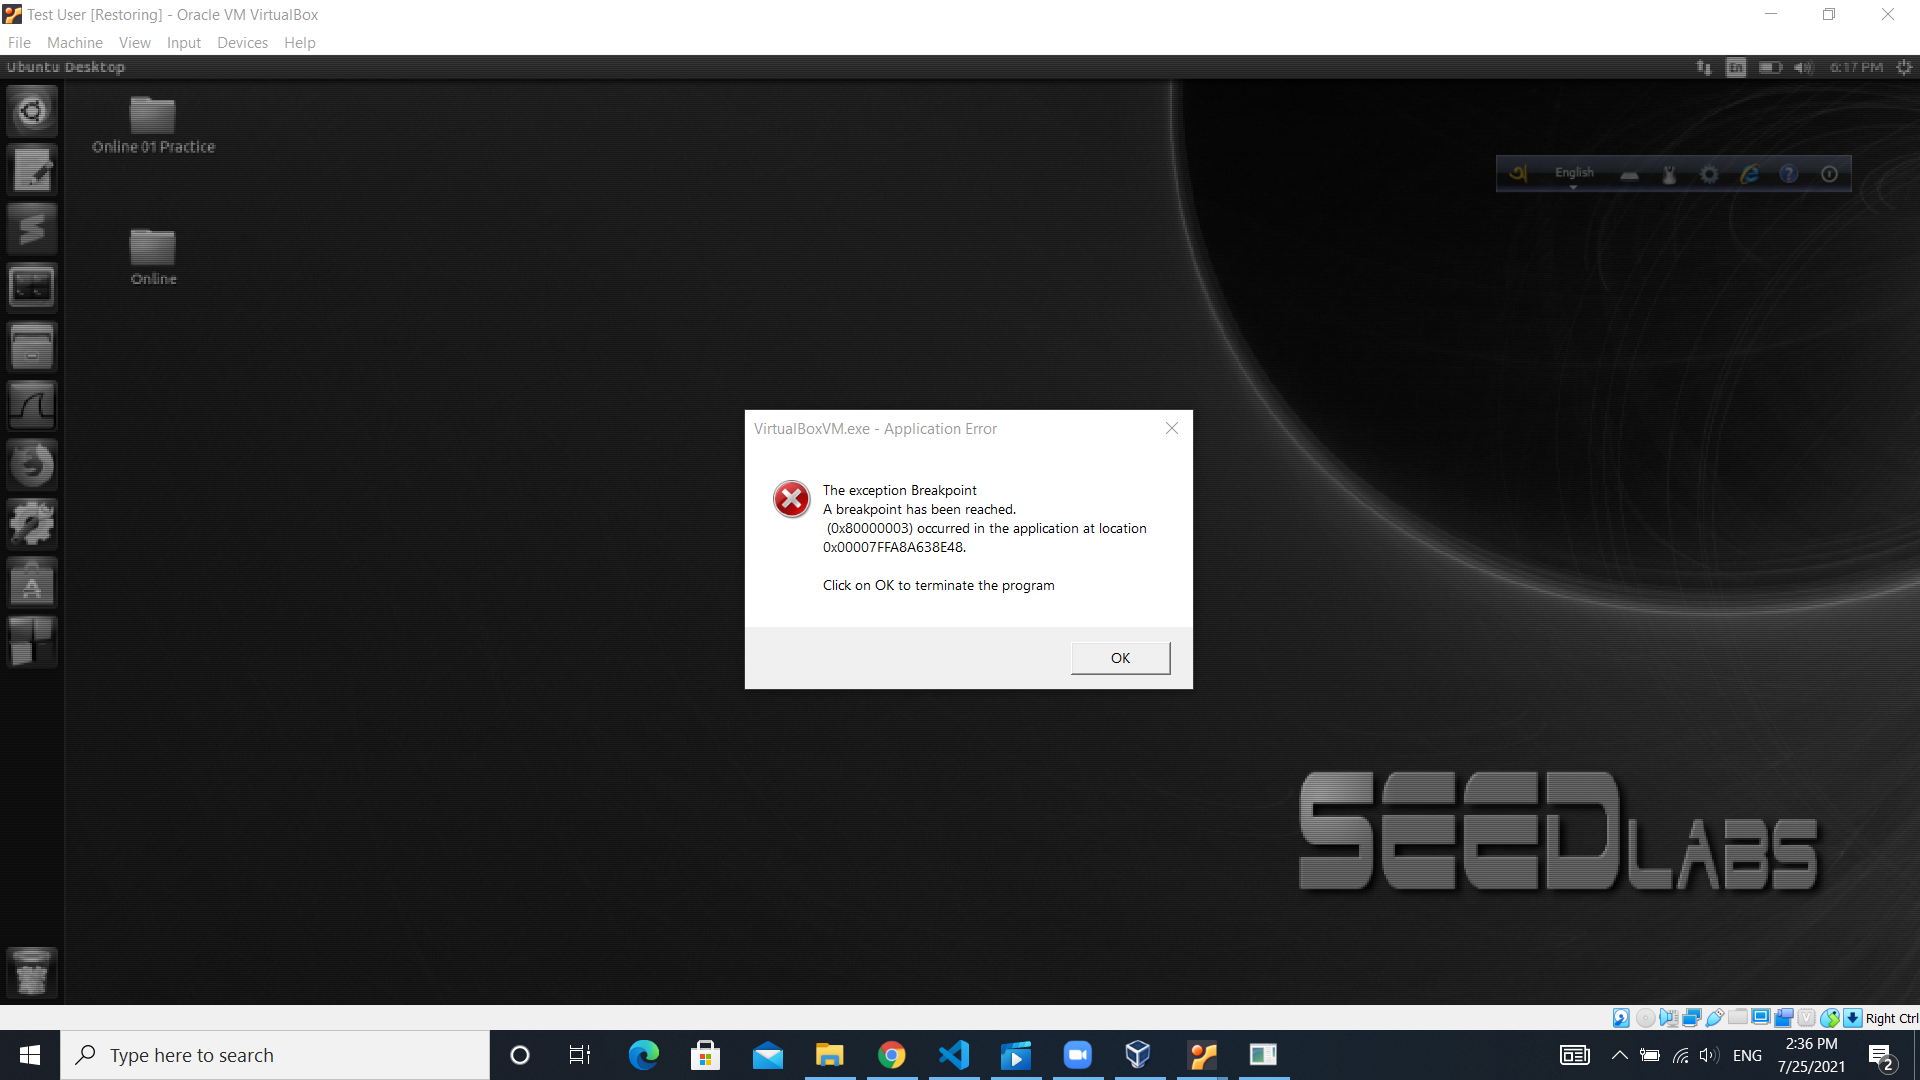 Test User [Restoring] - Oracle VM VirtualBox
File Machine View Input Devices Help
Ubuntu Desktop
En
6:17 PM
Online 01 Practice
অ English
Online
VirtualBoxVM.exe - Application Error
The exception Breakpoint
A breakpoint has been reached.
(0x80000003) occurred in the application at location
0x00007FFA8A638E48.
Click on OK to terminate the program
OK
SEEDLABS
Right Ctrl
Type here to search
ENG
2:36 PM
7/25/2021
2